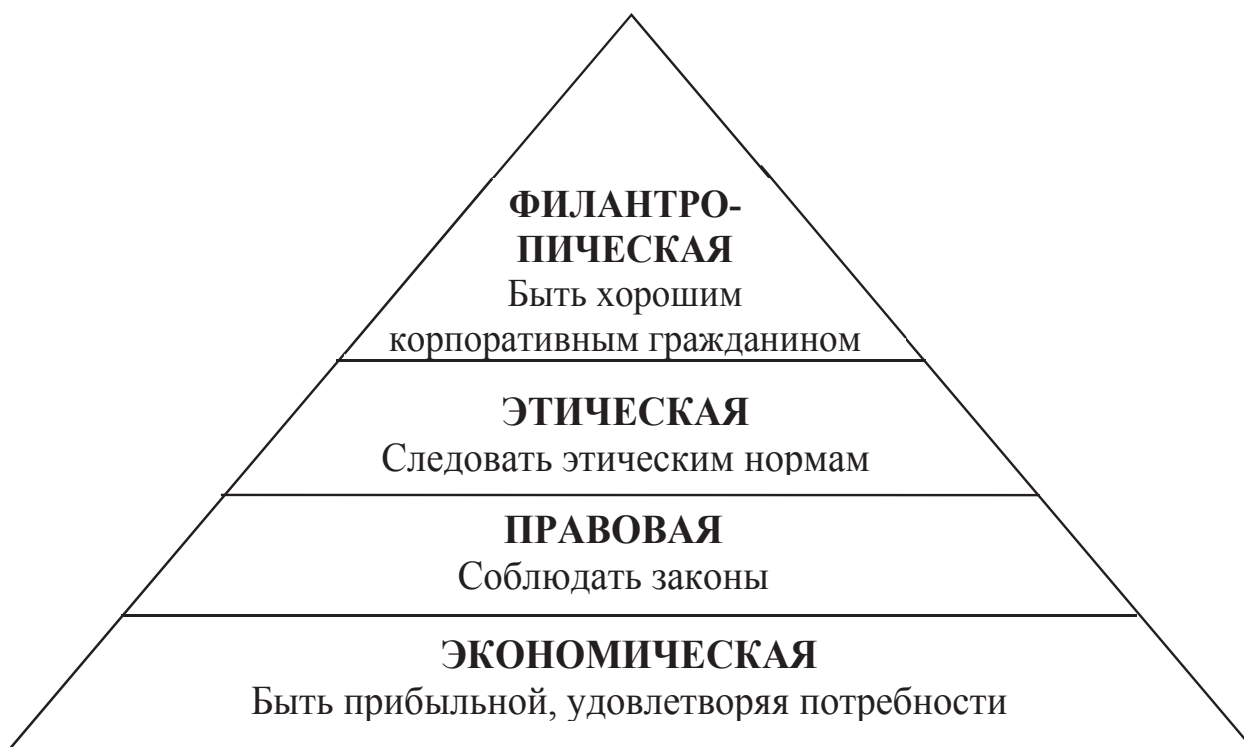 ФИЛАНТРО-
ПИЧЕСКАЯ
Быть хорошим
корпоративным гражданином
ЭТИЧЕСКАЯ
Следовать этическим нормам
ПРАВОВАЯ
Соблюдать законы
ЭКОНОМИЧЕСКАЯ
Быть прибыльной, удовлетворяя потребности